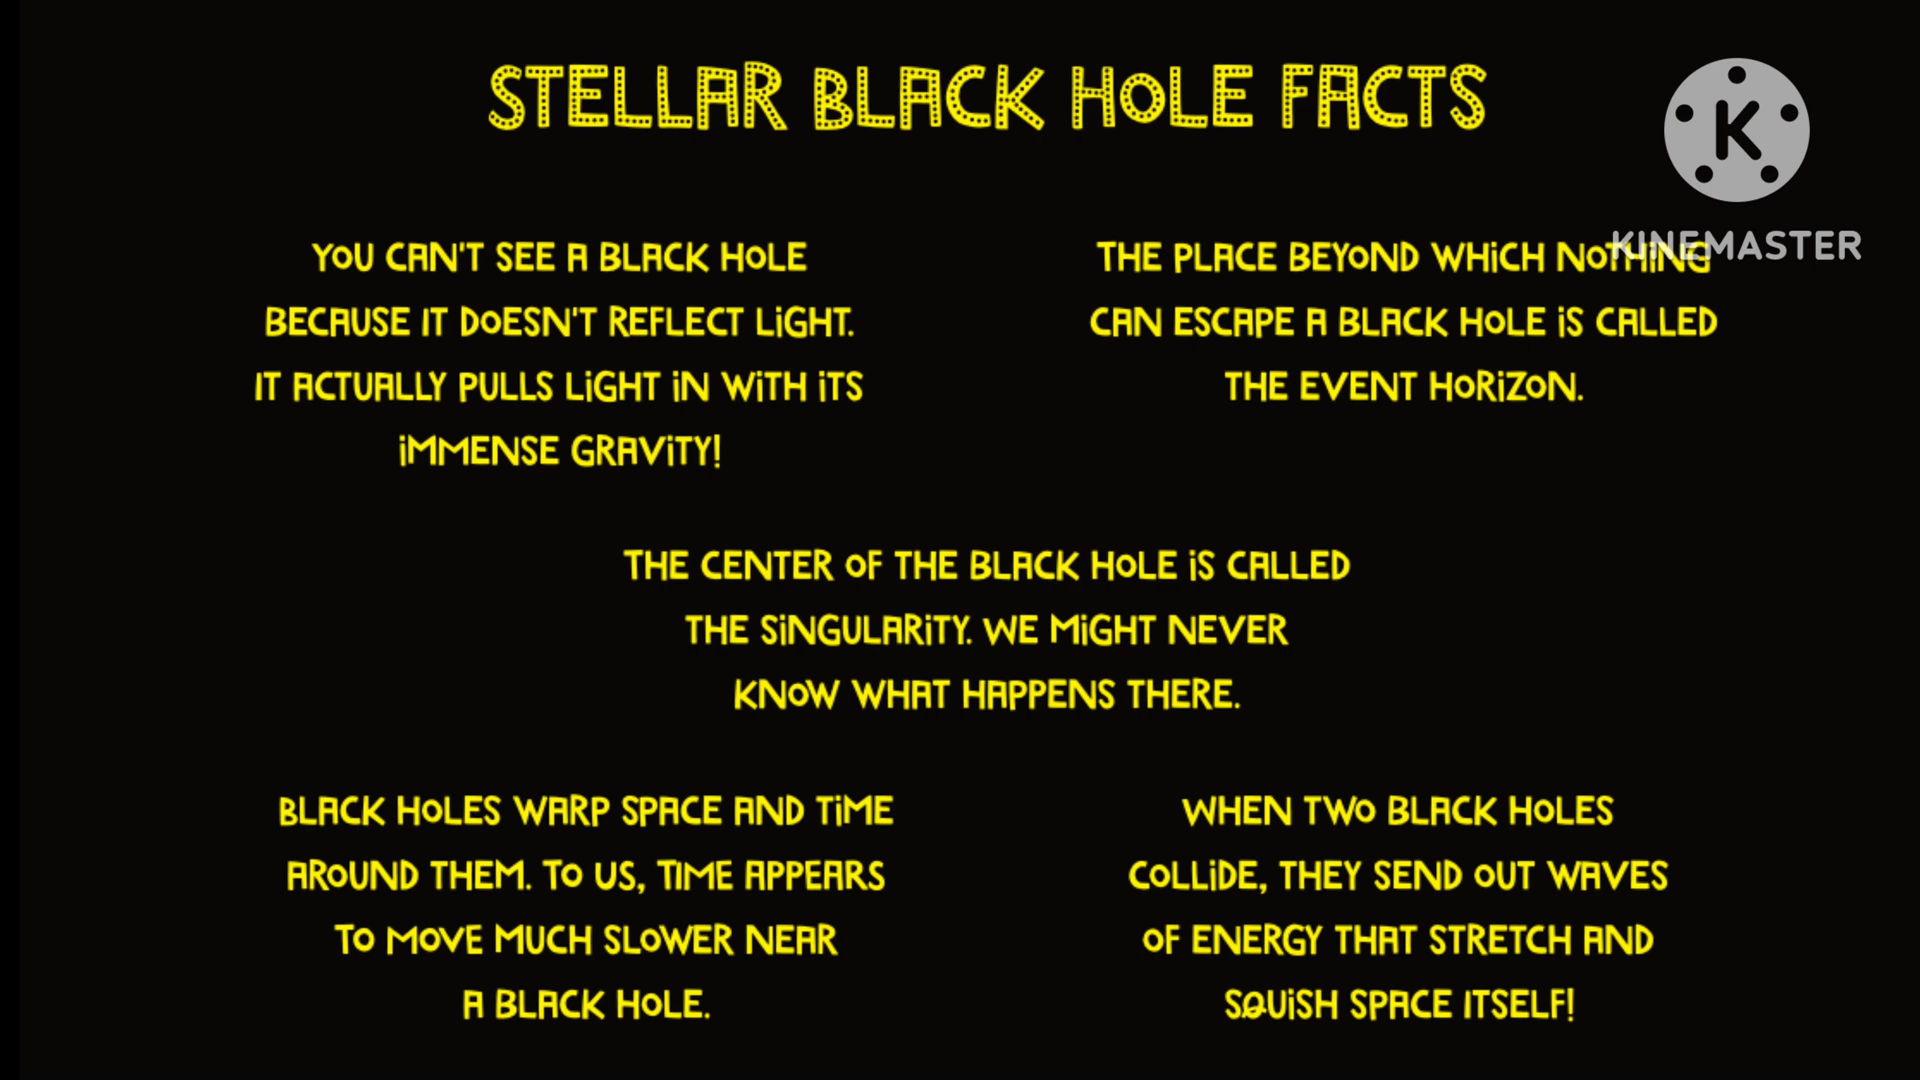 STELLAR BLACK HOLE FACTS
K
KINEMASTER
YOU CAN'T SEE A BLACK HOLE
BECAUSE IT DOESN'T REFLECT LIGHT.
IT ACTUALLY PULLS LIGHT IN WITH ITS
IMMENSE GRAVITY!
THE PLACE BEYOND WHICH NOTHING
CAN ESCAPE A BLACK HOLE IS CALLED
THE EVENT HORIZON.
THE CENTER OF THE BLACK HOLE IS CALLED
THE SINGULARITY. WE MIGHT NEVER
KNOW WHAT HAPPENS THERE.
BLACK HOLES WARP SPACE AND TIME
AROUND THEM. TO US, TIME APPEARS
TO MOVE MUCH SLOWER NEAR
A BLACK HOLE.
WHEN TWO BLACK HOLES
COLLIDE, THEY SEND OUT WAVES
OF ENERGY THAT STRETCH AND
SQUISH SPACE ITSELF!